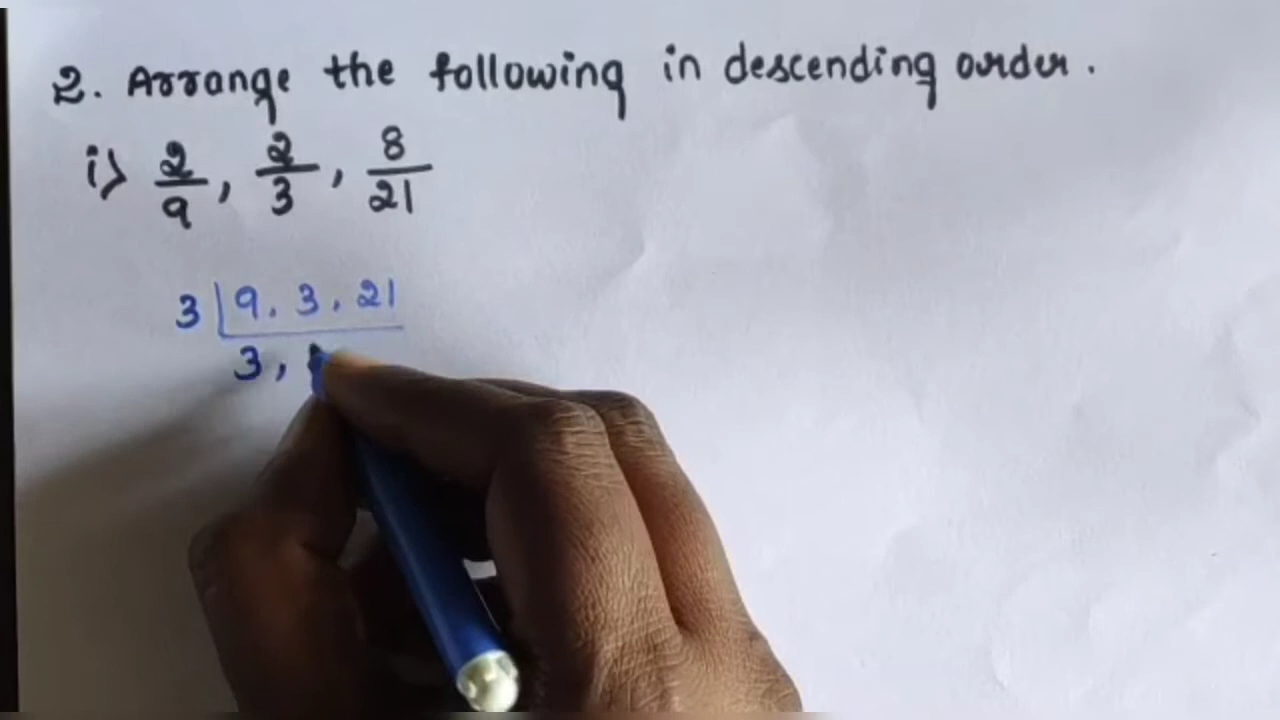 2. Arrange the following in descending order.
i) 2/9, 2/3, 8/21
3 | 9, 3, 21
3,